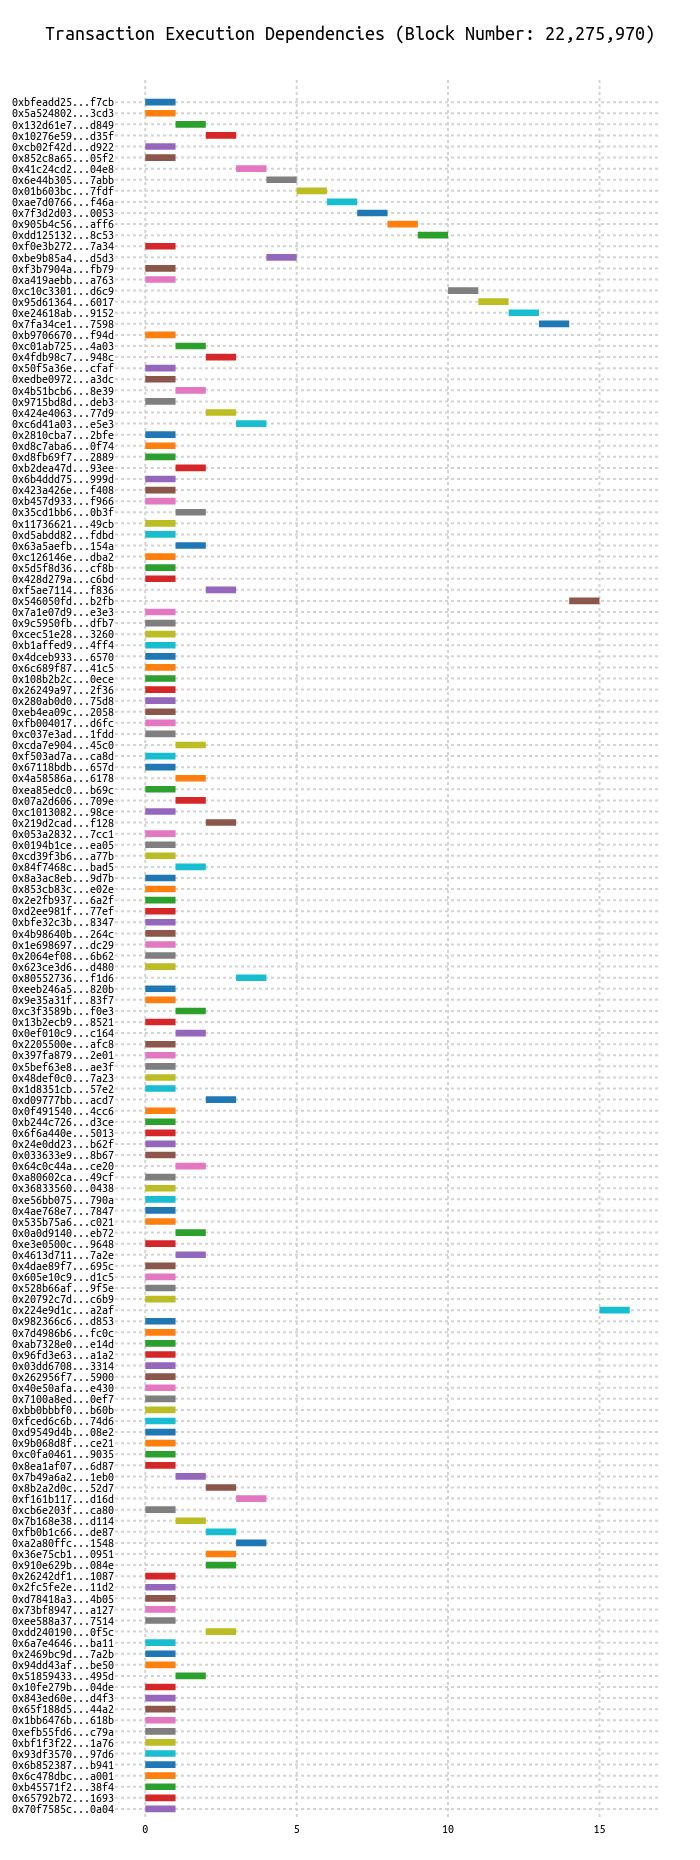 Transaction Execution Dependencies (Block Number: 22,275,970)
0xbfeadd25...f7cb
0x5a524802...3cd3
0x132d61e7...d849
0x10276e59...d35f
0xcb02f42d...d922
0x852c8a65...05f2
0x41c24cd2...04e8
0x6e44b305...7abb
0x01b603bc...7fdf
0xae7d0766...f46a
0x7f3d2d03...0053
0x905b4c56...aff6
0xdd125132...8c53
0xf0e3b272...7a34
0xbe9b85a4...d5d3
0xf3b7904a...fb79
0xa419aebb...a763
0xc10c3301...d6c9
0x95d61364...6017
0xe24618ab...9152
0x7fa34ce1...7598
0xb9706670...f94d
0xc01ab725...4a03
0x4fdb98c7...948c
0x50f5a36e...cfaf
0xedbe0972...a3dc
0x4b51bcb6...8e39
0x9715bd8d...deb3
0x424e4063...77d9
0xc6d41a03...e5e3
0x2810cba7...2bfe
0xd8c7aba6...0f74
0xd8fb69f7...2889
0xb2dea47d...93ee
0x6b4ddd75...999d
0x423a426e...f408
0xb457d933...f966
0x35cd1bb6...0b3f
0x11736621...49cb
0xd5abdd82...fdbd
0x63a5aefb...154a
0xc126146e...dba2
0x5d5f8d36...cf8b
0x428d279a...c6bd
0xf5ae7114...f836
0x546050fd...b2fb
0x7a1e07d9...e3e3
0x9c5950fb...dfb7
0xcec51e28...3260
0xb1affed9...4ff4
0x4dceb933...6570
0x6c689f87...41c5
0x108b2b2c...0ece
0x26249a97...2f36
0x280ab0d0...75d8
0xeb4ea09c...2058
0xfb004017...d6fc
0xc037e3ad...1fdd
0xcda7e904...45c0
0xf503ad7a...ca8d
0x67118bdb...657d
0x4a58586a...6178
0xea85edc0...b69c
0x07a2d606...709e
0xc1013082...98ce
0x219d2cad...f128
0x053a2832...7cc1
0x0194b1ce...ea05
0xcd39f3b6...a77b
0x84f7468c...bad5
0x8a3ac8eb...9d7b
0x853cb83c...e02e
0x2e2fb937...6a2f
0xd2ee981f...77ef
0xbfe32c3b...8347
0x4b98640b...264c
0x1e698697...dc29
0x2064ef08...6b62
0x623ce3d6...d480
0x80552736...f1d6
0xeeb246a5...820b
0x9e35a31f...83f7
0xc3f3589b...f0e3
0x13b2ecb9...8521
0x0ef010c9...c164
0x2205500e...afc8
0x397fa879...2e01
0x5bef63e8...ae3f
0x48def0c0...7a23
0x1d8351cb...57e2
0xd09777bb...acd7
0x0f491540...4cc6
0xb244c726...d3ce
0x6f6a440e...5013
0x24e0dd23...b62f
0x033633e9...8b67
0x64c0c44a...ce20
0xa80602ca...49cf
0x36833560...0438
0xe56bb075...790a
0x4ae768e7...7847
0x535b75a6...c021
0x0a0d9140...eb72
0xe3e0500c...9648
0x4613d711...7a2e
0x4dae89f7...695c
0x605e10c9...d1c5
0x528b66af...9f5e
0x20792c7d...c6b9
0x224e9d1c...a2af
0x982366c6...d853
0x7d4986b6...fc0c
0xab7328e0...e14d
0x96fd3e63...a1a2
0x03dd6708...3314
0x262956f7...5900
0x40e50afa...e430
0x7100a8ed...0ef7
0xbb0bbbf0...b60b
0xfced6c6b...74d6
0xd9549d4b...08e2
0x9b068d8f...ce21
0xc0fa0461...9035
0x8ea1af07...6d87
0x7b49a6a2...1eb0
0x8b2a2d0c...52d7
0xf161b117...d16d
0xcb6e203f...ca80
0x7b168e38...d114
0xfb0b1c66...de87
0xa2a80ffc...1548
0x36e75cb1...0951
0x910e629b...084e
0x26242df1...1087
0x2fc5fe2e...11d2
0xd78418a3...4b05
0x73bf8947...a127
0xee588a37...7514
0xdd240190...0f5c
0x6a7e4646...ba11
0x2469bc9d...7a2b
0x94dd43af...be50
0x51859433...495d
0x10fe279b...04de
0x843ed60e...d4f3
0x65f188d5...44a2
0x1bb6476b...618b
0xefb55fd6...c79a
0xbf1f3f22...1a76
0x93df3570...97d6
0x6b852387...b941
0x6c478dbc...a001
0xb45571f2...38f4
0x65792b72...1693
0x70f7585c...0a04
0 5 10 15